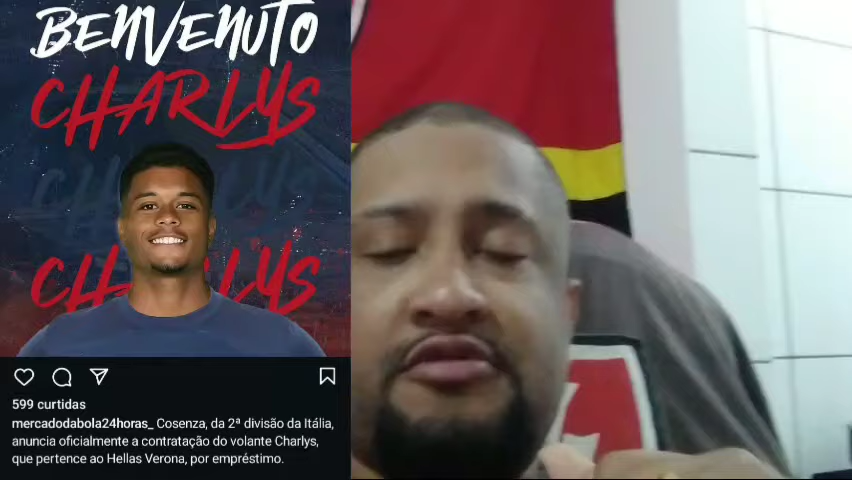 BENVENUTO
CHARLYS
CHARLYS
CHARLYS
599 curtidas
mercadodabola24horas_ Cosenza, da 2ª divisão da Itália,
anuncia oficialmente a contratação do volante Charlys,
que pertence ao Hellas Verona, por empréstimo.